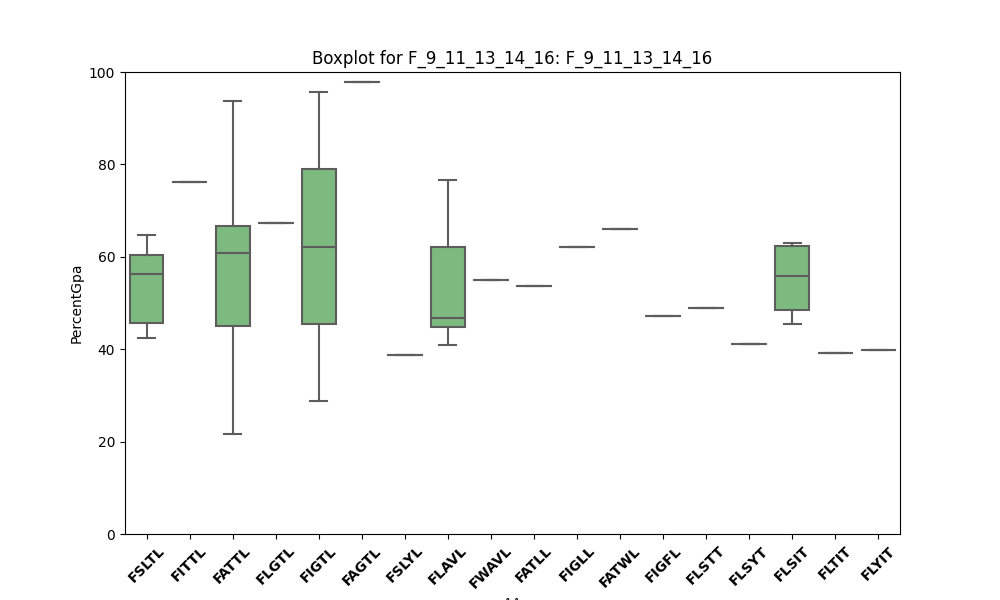 Boxplot for F_9_11_13_14_16: F_9_11_13_14_16
100
80
60
40
20
0
PercentGpa
FSLTL
FITTL
FATTL
FLGTL
FIGTL
FAGTL
FSLYL
FLAVL
FWAVL
FATLL
FIGLL
FATWL
FIGFL
FLSTT
FLSYT
FLSIT
FLTIT
FLYIT